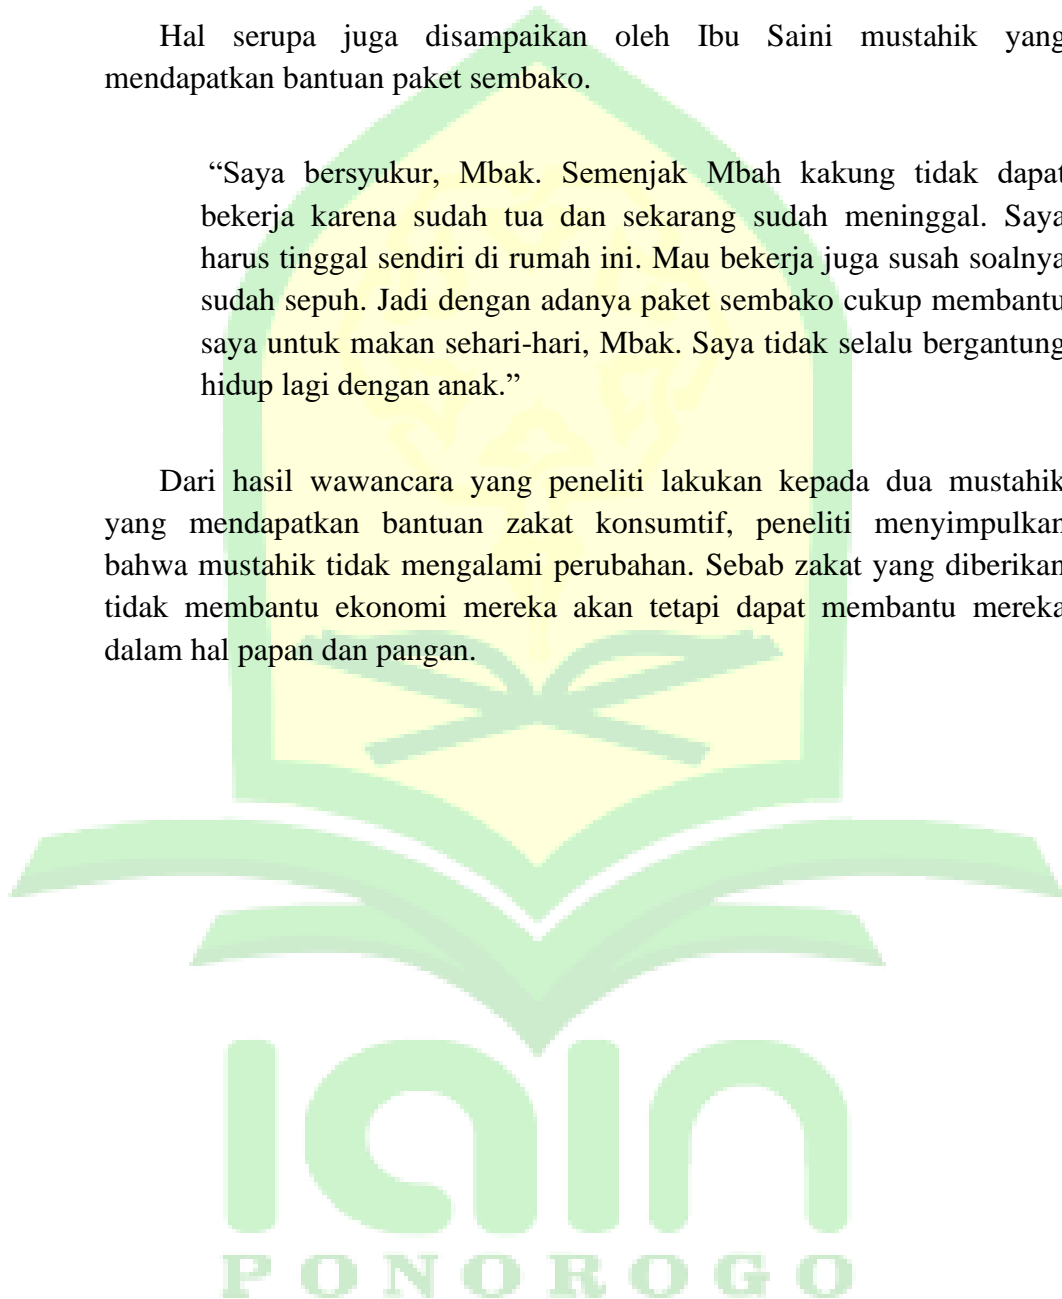 Hal serupa juga disampaikan oleh Ibu Saini mustahik yang
mendapatkan bantuan paket sembako.
“Saya bersyukur, Mbak. Semenjak Mbah kakung tidak dapat
bekerja karena sudah tua dan sekarang sudah meninggal. Saya
harus tinggal sendiri di rumah ini. Mau bekerja juga susah soalnya
sudah sepuh. Jadi dengan adanya paket sembako cukup membantu
saya untuk makan sehari-hari, Mbak. Saya tidak selalu bergantung
hidup lagi dengan anak.”
Dari hasil wawancara yang peneliti lakukan kepada dua mustahik
yang mendapatkan bantuan zakat konsumtif, peneliti menyimpulkan
bahwa mustahik tidak mengalami perubahan. Sebab zakat yang diberikan
tidak membantu ekonomi mereka akan tetapi dapat membantu mereka
dalam hal papan dan pangan.
iain
PONOROGO